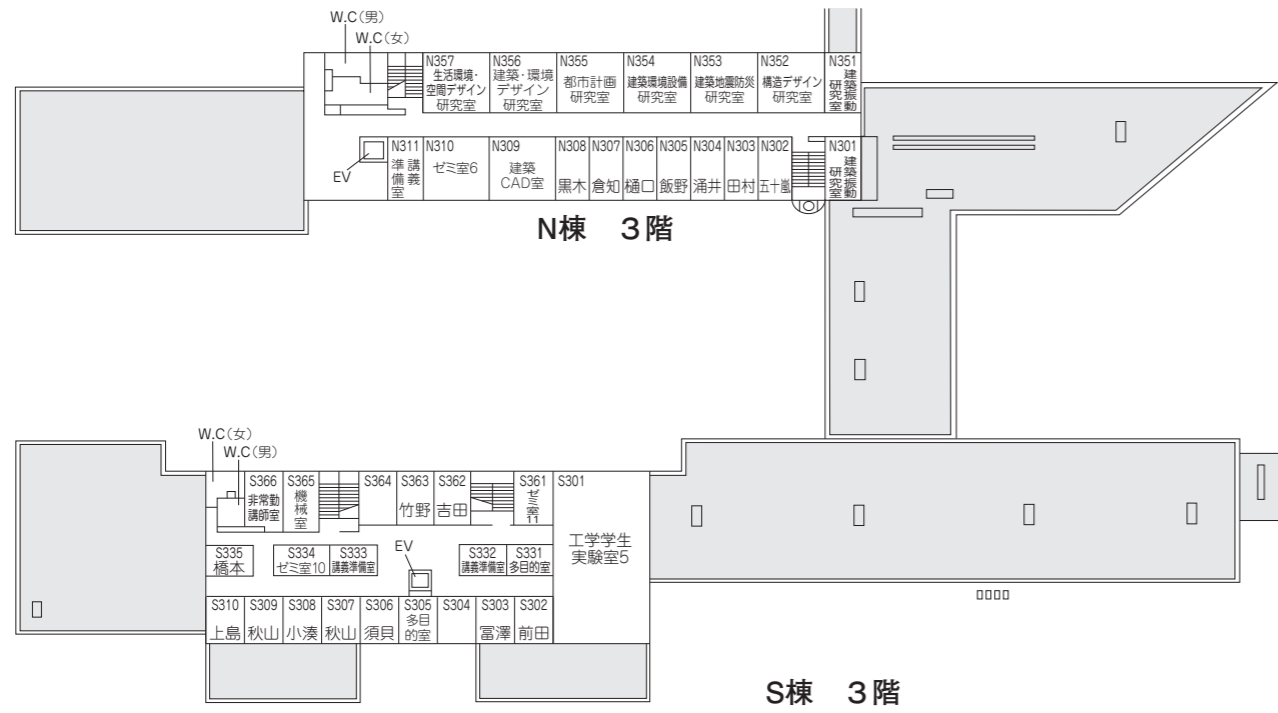 W.C(男)
W.C(女)
N357
生活環境・
空間デザイン
研究室
N356
建築・環境
デザイン
研究室
N355
都市計画
研究室
N354
建築環境設備
研究室
N353
建築地震防災
研究室
N352
構造デザイン
研究室
N351
建築振動
研究室
EV
N311
講義
準備室
N310
ゼミ室6
N309
建築
CAD室
N308
黒木
N307
倉知
N306
樋口
N305
飯野
N304
涌井
N303
田村
N302
五十嵐
N301
建築振動
研究室
N棟 3階
W.C(女)
W.C(男)
S366
非常勤
講師室
S365
機械室
S364
S363
竹野
S362
吉田
S361
ゼミ室11
S301
工学学生
実験室5
S335
橋本
S334
ゼミ室10
S333
講義準備室
EV
S332
講義準備室
S331
多目的室
S310
上島
S309
秋山
S308
小湊
S307
秋山
S306
須貝
S305
多目
的室
S304
S303
冨澤
S302
前田
S棟 3階